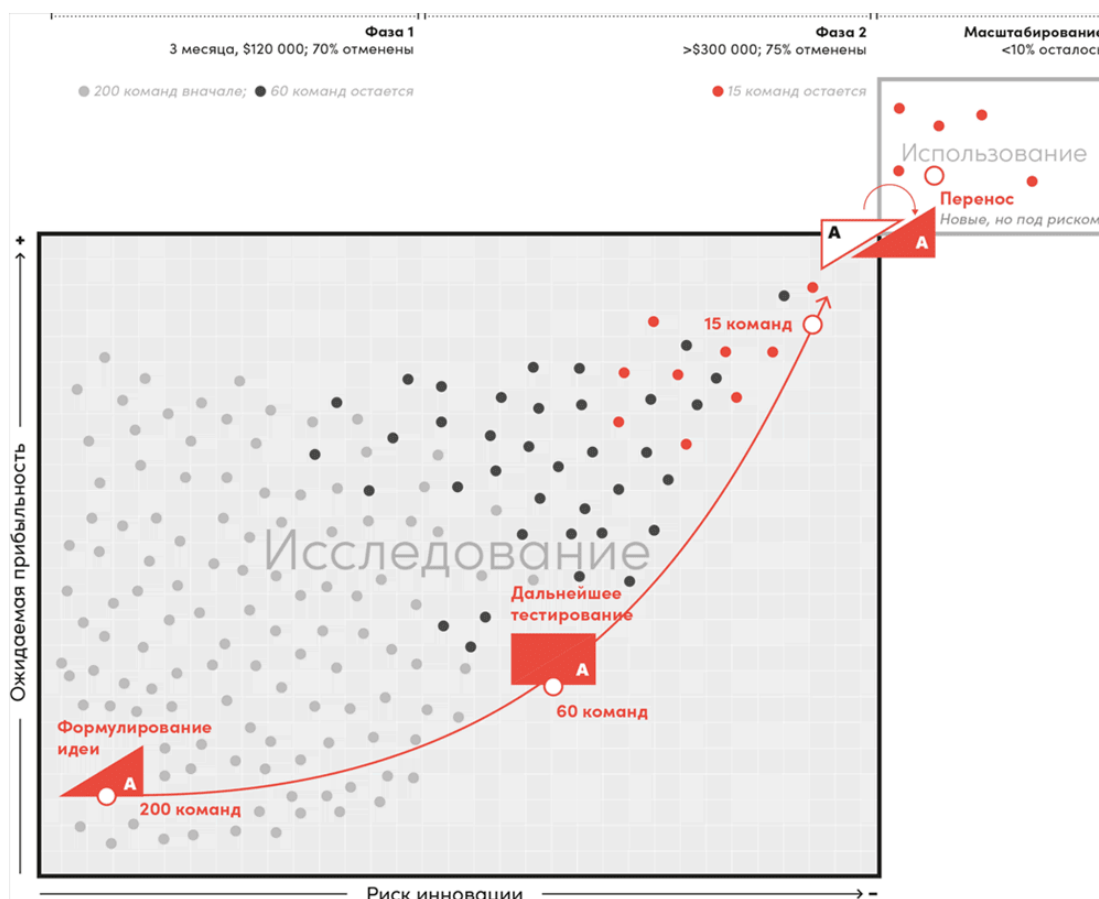 Фаза 1
3 месяца, $120 000; 70% отменены
Фаза 2
>$300 000; 75% отменены
Масштабирование
<10% осталось
200 команд вначале; 60 команд остается
15 команд остается
Использование
Перенос
Новые, но под риском
A
A
+
15 команд
Ожидаемая прибыльность
Исследование
Дальнейшее
тестирование
A
60 команд
Формулирование
идеи
A
200 команд
Риск инновации
–